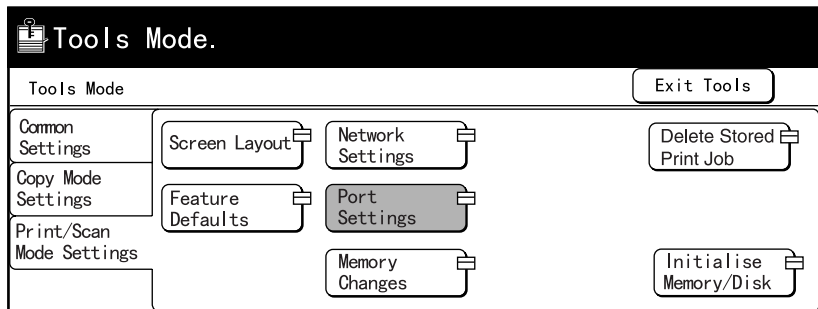 Tools Mode.
Tools Mode
Exit Tools
Common
Settings
Copy Mode
Settings
Print/Scan
Mode Settings
Screen Layout
Network
Settings
Delete Stored
Print Job
Feature
Defaults
Port
Settings
Memory
Changes
Initialise
Memory/Disk